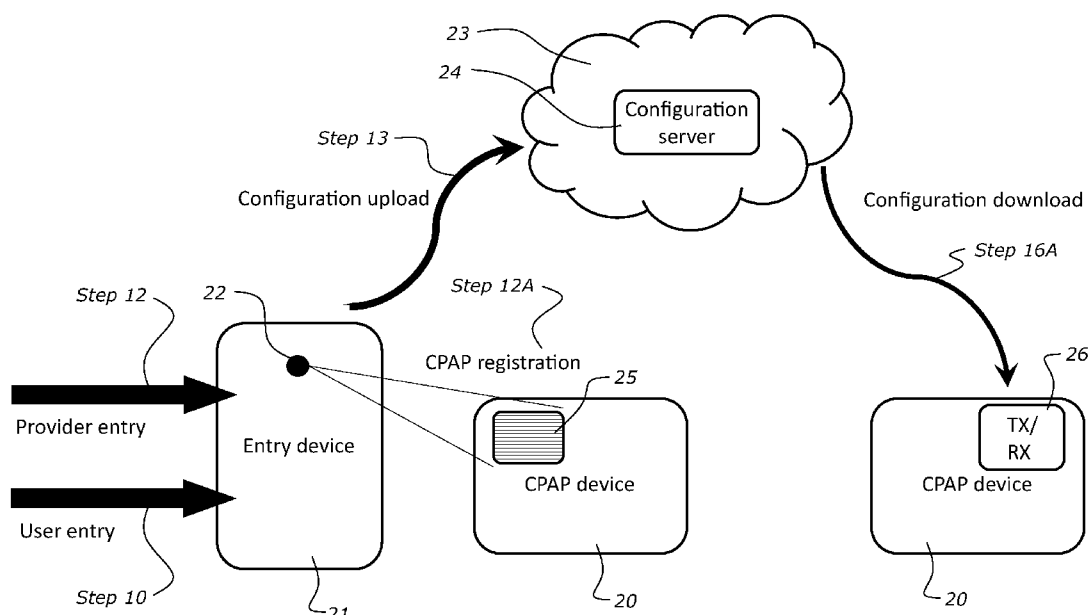 23
24
Configuration
server
Step 13
Configuration upload
Configuration download
Step 16A
Step 12
22
Step 12A
CPAP registration
25
26
TX/
RX
Provider entry
Entry device
CPAP device
CPAP device
User entry
Step 10
21
20
20